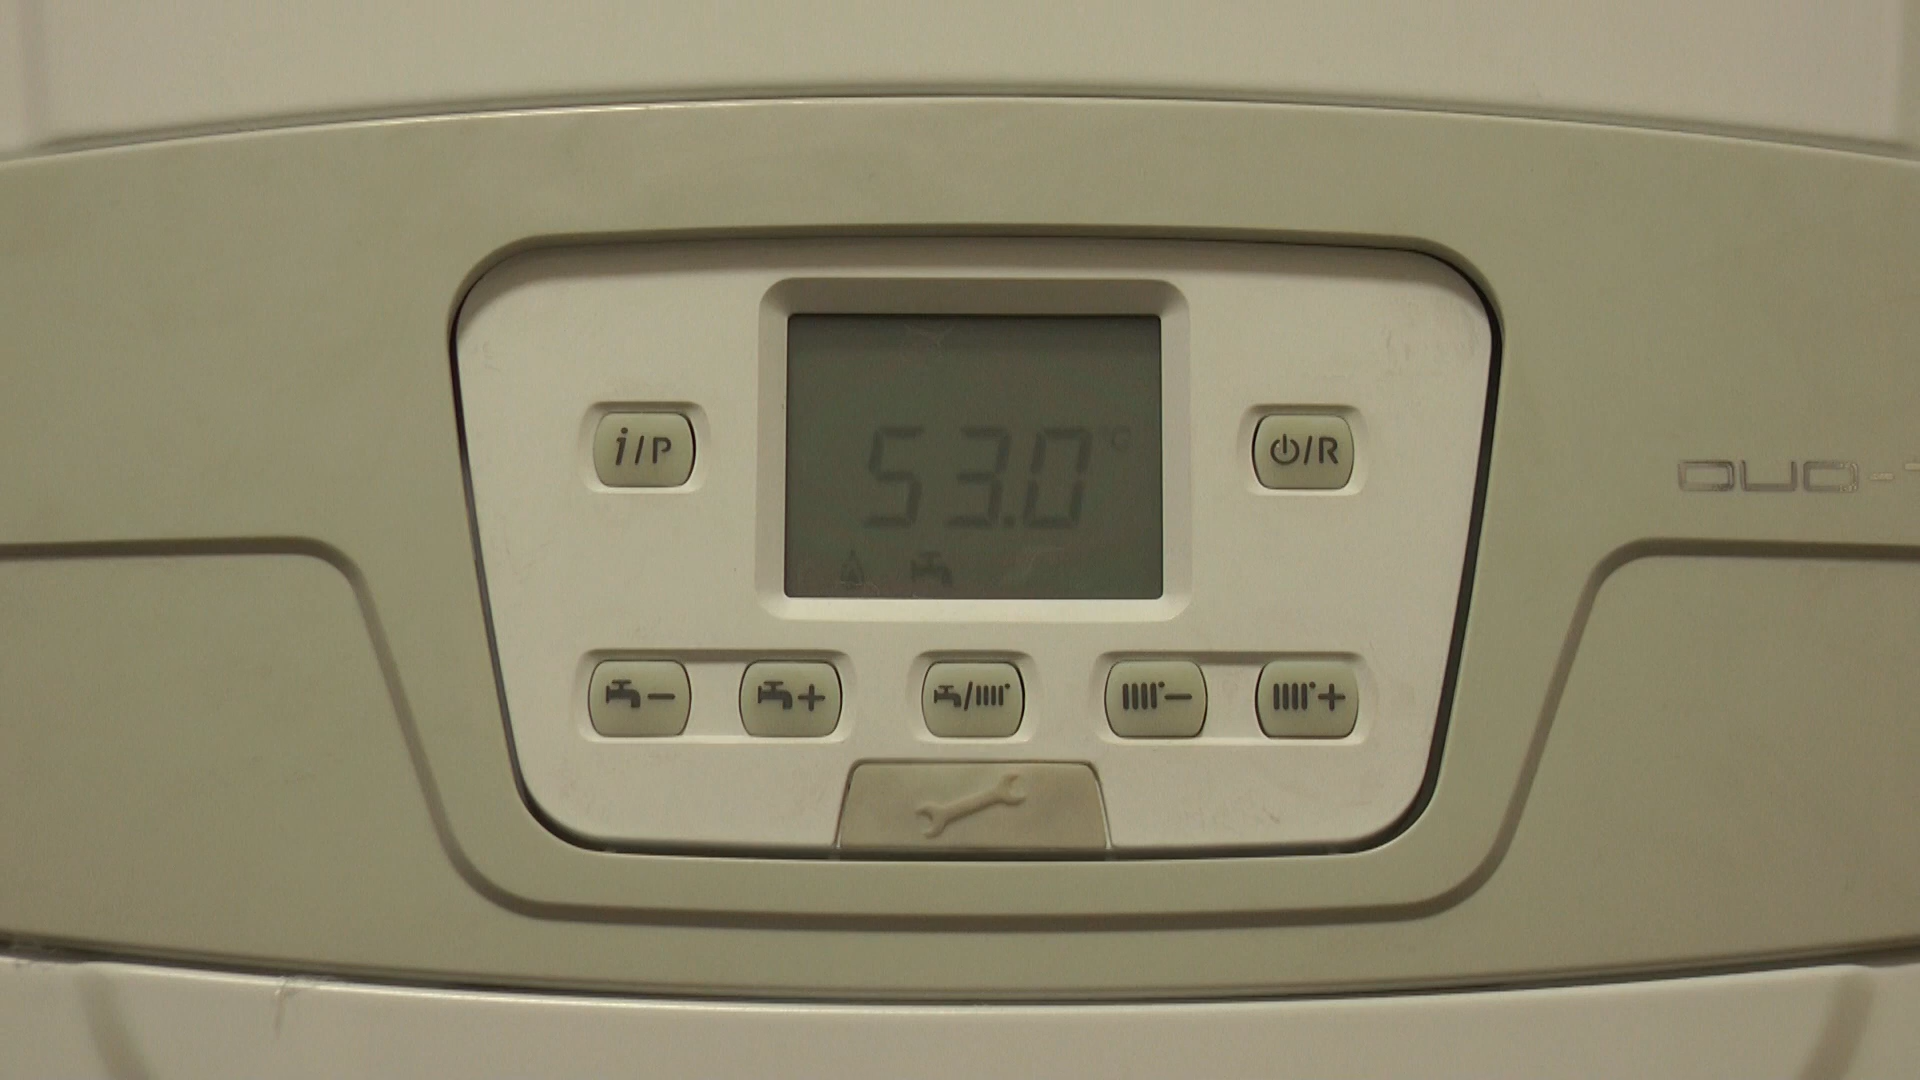 53.0 °C
i/P
⏻/R
DUO-
-
+
/
-
+